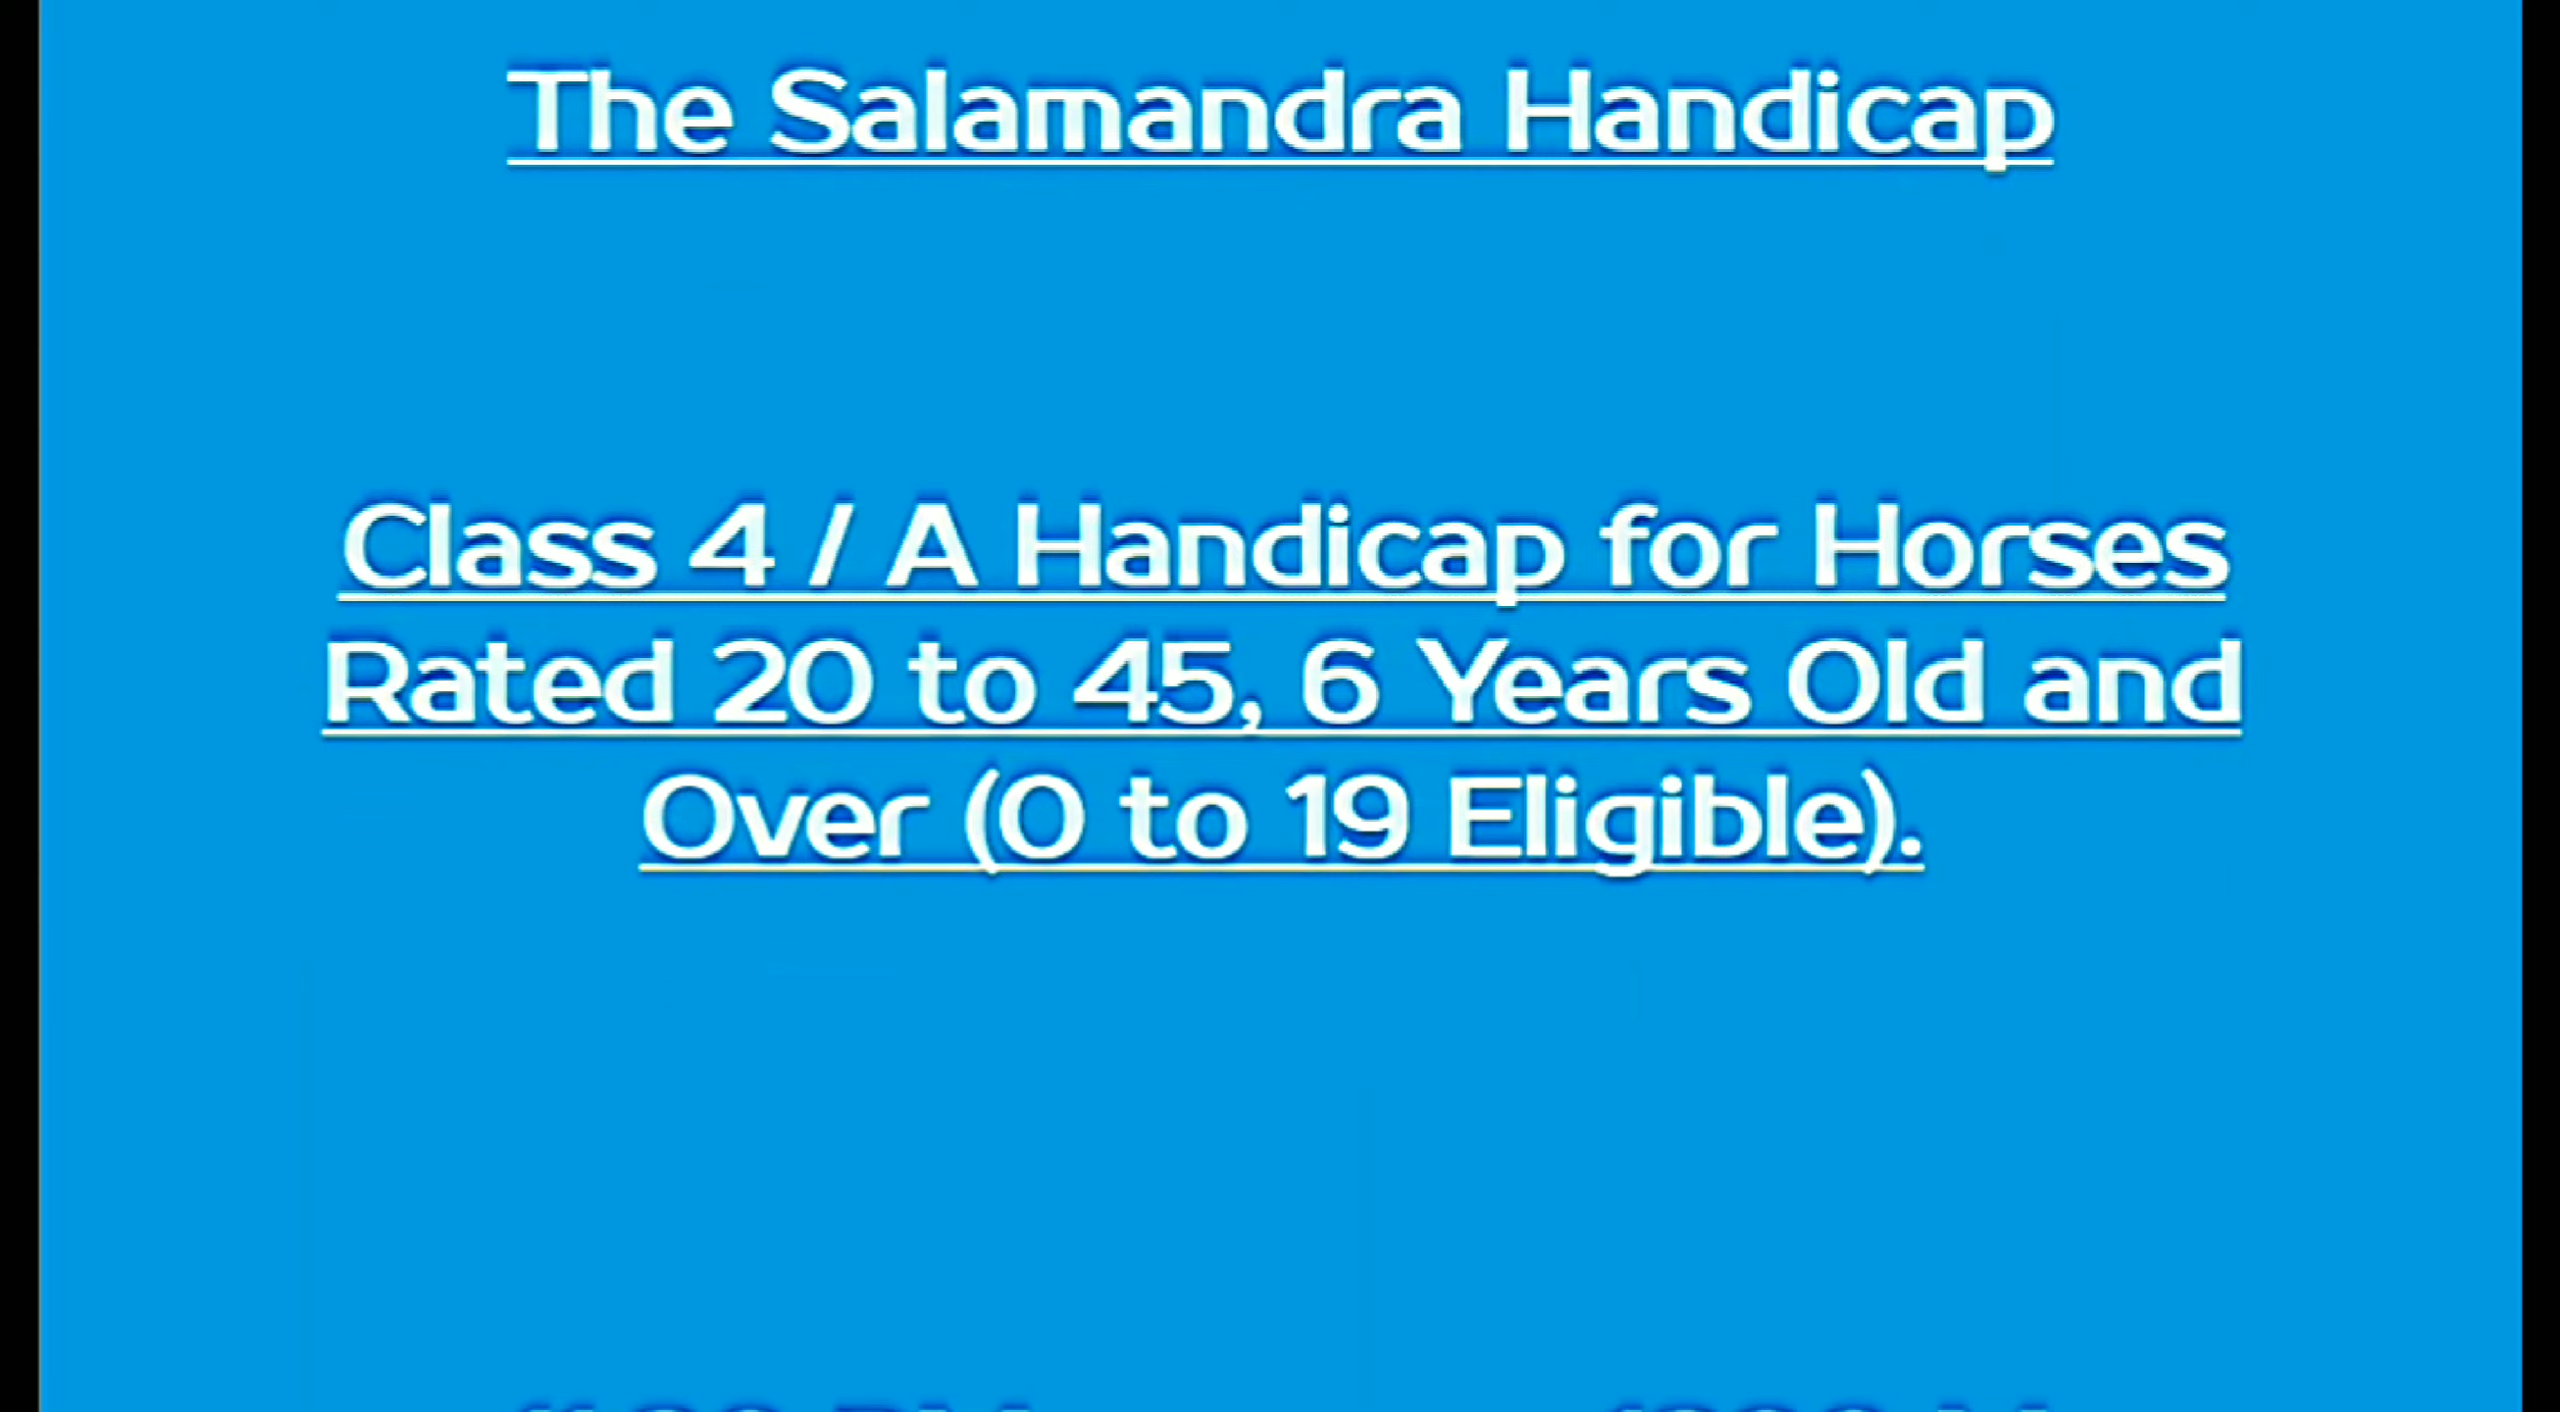 The Salamandra Handicap
Class 4 / A Handicap for Horses
Rated 20 to 45, 6 Years Old and
Over (0 to 19 Eligible).